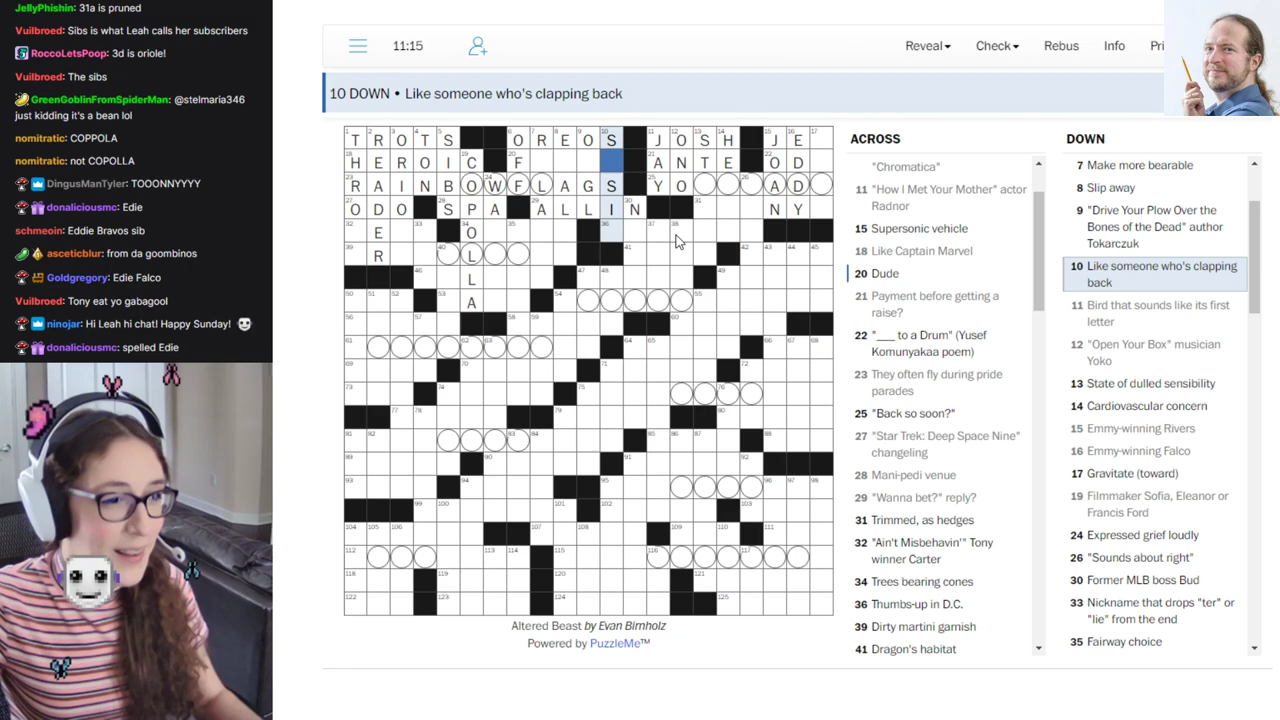 JellyPhishin: 31a is pruned
Vuilbroed: Sibs is what Leah calls her subscribers
RoccoLetsPoop: 3d is oriole!
Vuilbroed: The sibs
GreenGoblinFromSpiderMan: @stelmaria346
just kidding it's a bean lol
nomitratic: COPPOLA
nomitratic: not COPOLLA
DingusManTyler: TOOONNYYYY
donaliciousmc: Edie
schmeoin: Eddie Bravos sib
asceticblur: from da goombinos
Goldgregory: Edie Falco
Vuilbroed: Tony eat yo gabagool
ninojar: Hi Leah hi chat! Happy Sunday!
donaliciousmc: spelled Edie
11:15
Reveal
Check
Rebus
Info
Pri
10 DOWN • Like someone who's clapping back
T R O T S O R E O S J O S H J E
H E R O I C F A N T E O D
R A I N B O W F L A G S Y O A D
O D O S P A A L L I N N Y
E O
R L
L
A
Altered Beast by Evan Birnholz
Powered by PuzzleMe™
ACROSS
"Chromatica"
11 "How I Met Your Mother" actor
Radnor
15 Supersonic vehicle
18 Like Captain Marvel
20 Dude
21 Payment before getting a
raise?
22 "___ to a Drum" (Yusef
Komunyakaa poem)
23 They often fly during pride
parades
25 "Back so soon?"
27 "Star Trek: Deep Space Nine"
changeling
28 Mani-pedi venue
29 "Wanna bet?" reply?
31 Trimmed, as hedges
32 "Ain't Misbehavin'" Tony
winner Carter
34 Trees bearing cones
36 Thumbs-up in D.C.
39 Dirty martini garnish
41 Dragon's habitat
DOWN
7 Make more bearable
8 Slip away
9 "Drive Your Plow Over the
Bones of the Dead" author
Tokarczuk
10 Like someone who's clapping
back
11 Bird that sounds like its first
letter
12 "Open Your Box" musician
Yoko
13 State of dulled sensibility
14 Cardiovascular concern
15 Emmy-winning Rivers
16 Emmy-winning Falco
17 Gravitate (toward)
19 Filmmaker Sofia, Eleanor or
Francis Ford
24 Expressed grief loudly
26 "Sounds about right"
30 Former MLB boss Bud
33 Nickname that drops "ter" or
"lie" from the end
35 Fairway choice